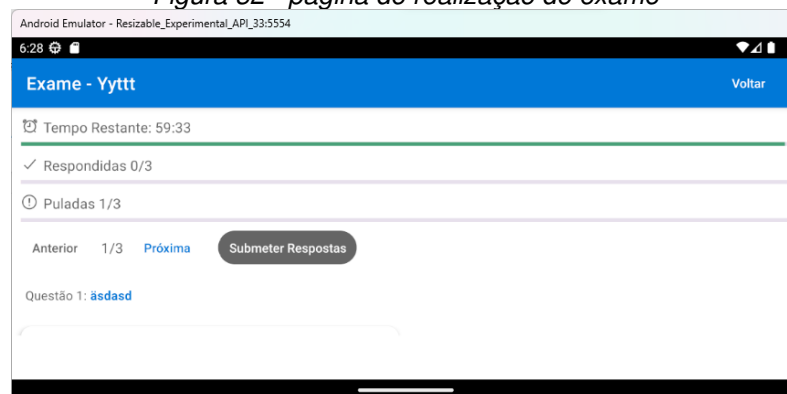 Figura 32 - página de realização do exame
Android Emulator - Resizable_Experimental_API_33:5554
6:28
Exame - Yyttt
Voltar
Tempo Restante: 59:33
Respondidas 0/3
Puladas 1/3
Anterior 1/3 Próxima Submeter Respostas
Questão 1: äsdasd